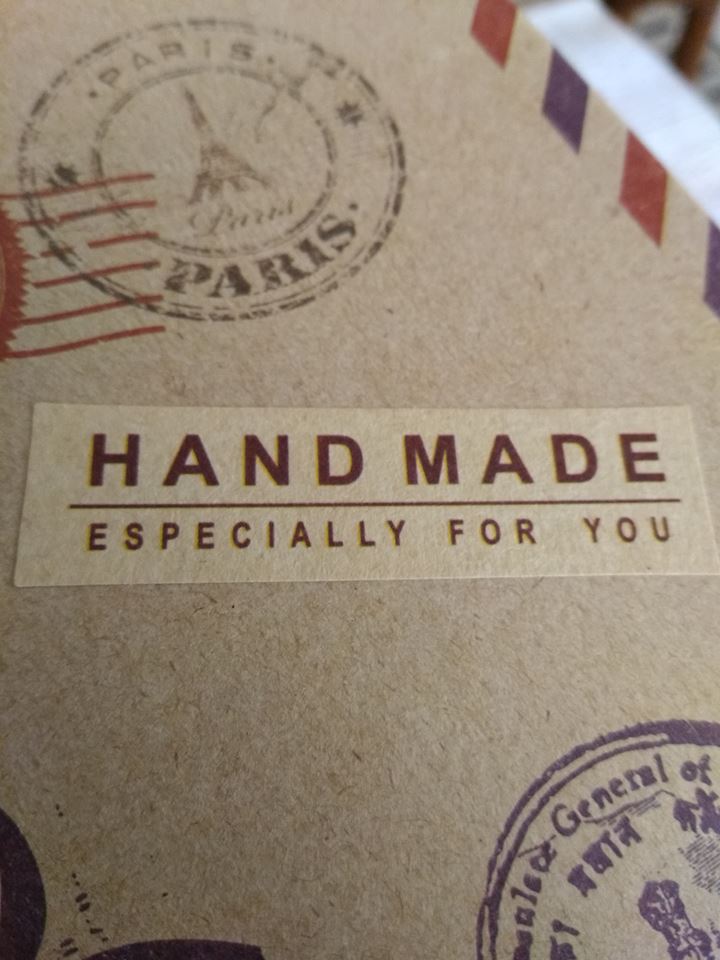 PARIS
Paris
PARIS
HAND MADE
ESPECIALLY FOR YOU
General of